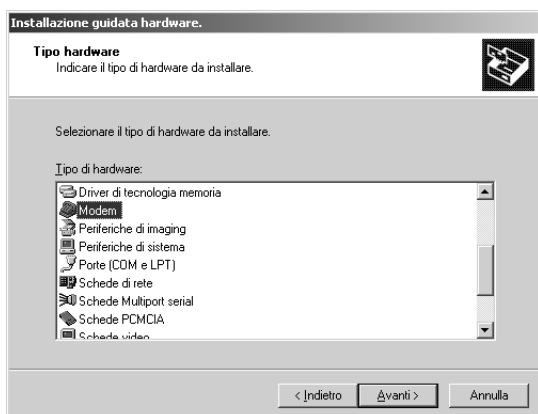 Installazione guidata hardware.
Tipo hardware
Indicare il tipo di hardware da installare.
Selezionare il tipo di hardware da installare.
Tipo di hardware:
Driver di tecnologia memoria
Modem
Periferiche di imaging
Periferiche di sistema
Porte (COM e LPT)
Schede di rete
Schede Multiport serial
Schede PCMCIA
Schede video
< Indietro Avanti > Annulla